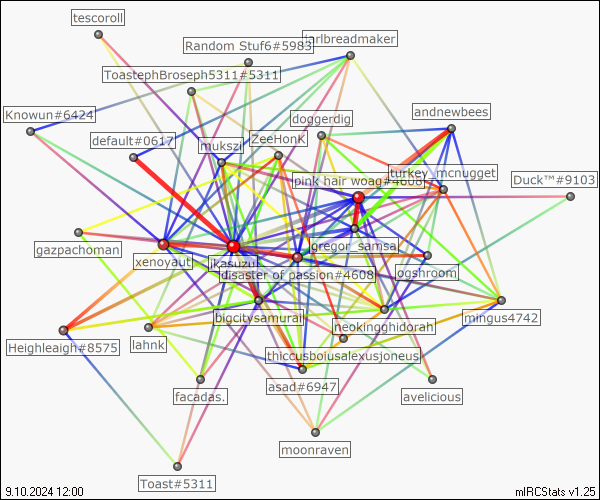 tescoroll
Random Stuf6#5983
jarlbreadmaker
ToastephBroseph5311#5311
Knowun#6424
doggerdig
andnewbees
default#0617
mukszi
ZeeHonK
turkey_mcnugget
pink hair woag#4608
Duck™#9103
gazpachoman
gregor_samsa
xenoyaut
jkasuzu
disaster of passion#4608
ogshroom
bigcitysamurai
neokingghidorah
mingus4742
Heighleaigh#8575
lahnk
thiccusbousalexusjoneus
asad#6947
facadas.
avelicious
moonraven
Toast#5311
9.10.2024 12:00
mIRCStats v1.25